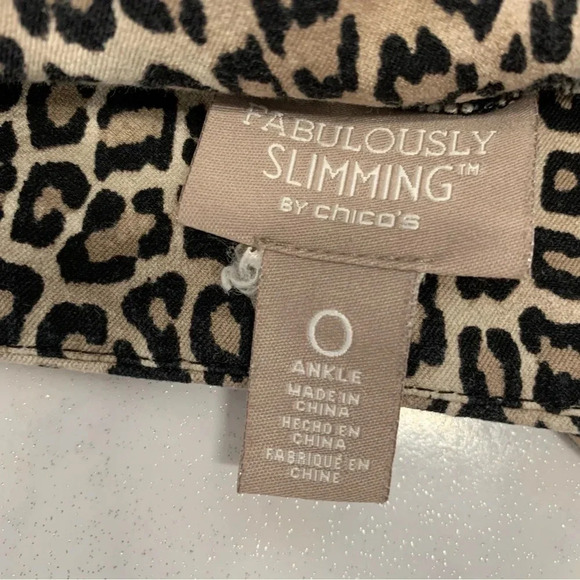 FABULOUSLY
SLIMMING™
BY chico's
0
ANKLE
MADE IN
CHINA
HECHO EN
CHINA
FABRIQUÉ EN
CHINE